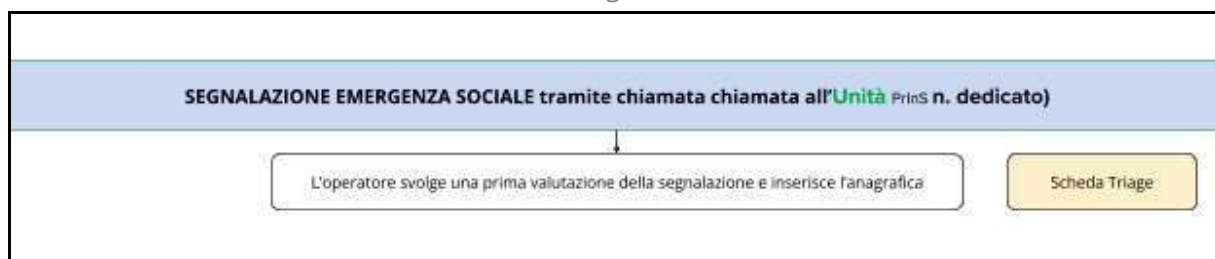 SEGNALAZIONE EMERGENZA SOCIALE tramite chiamata chiamata all'Unità PrInS n. dedicato)
L'operatore svolge una prima valutazione della segnalazione e inserisce l'anagrafica
Scheda Triage